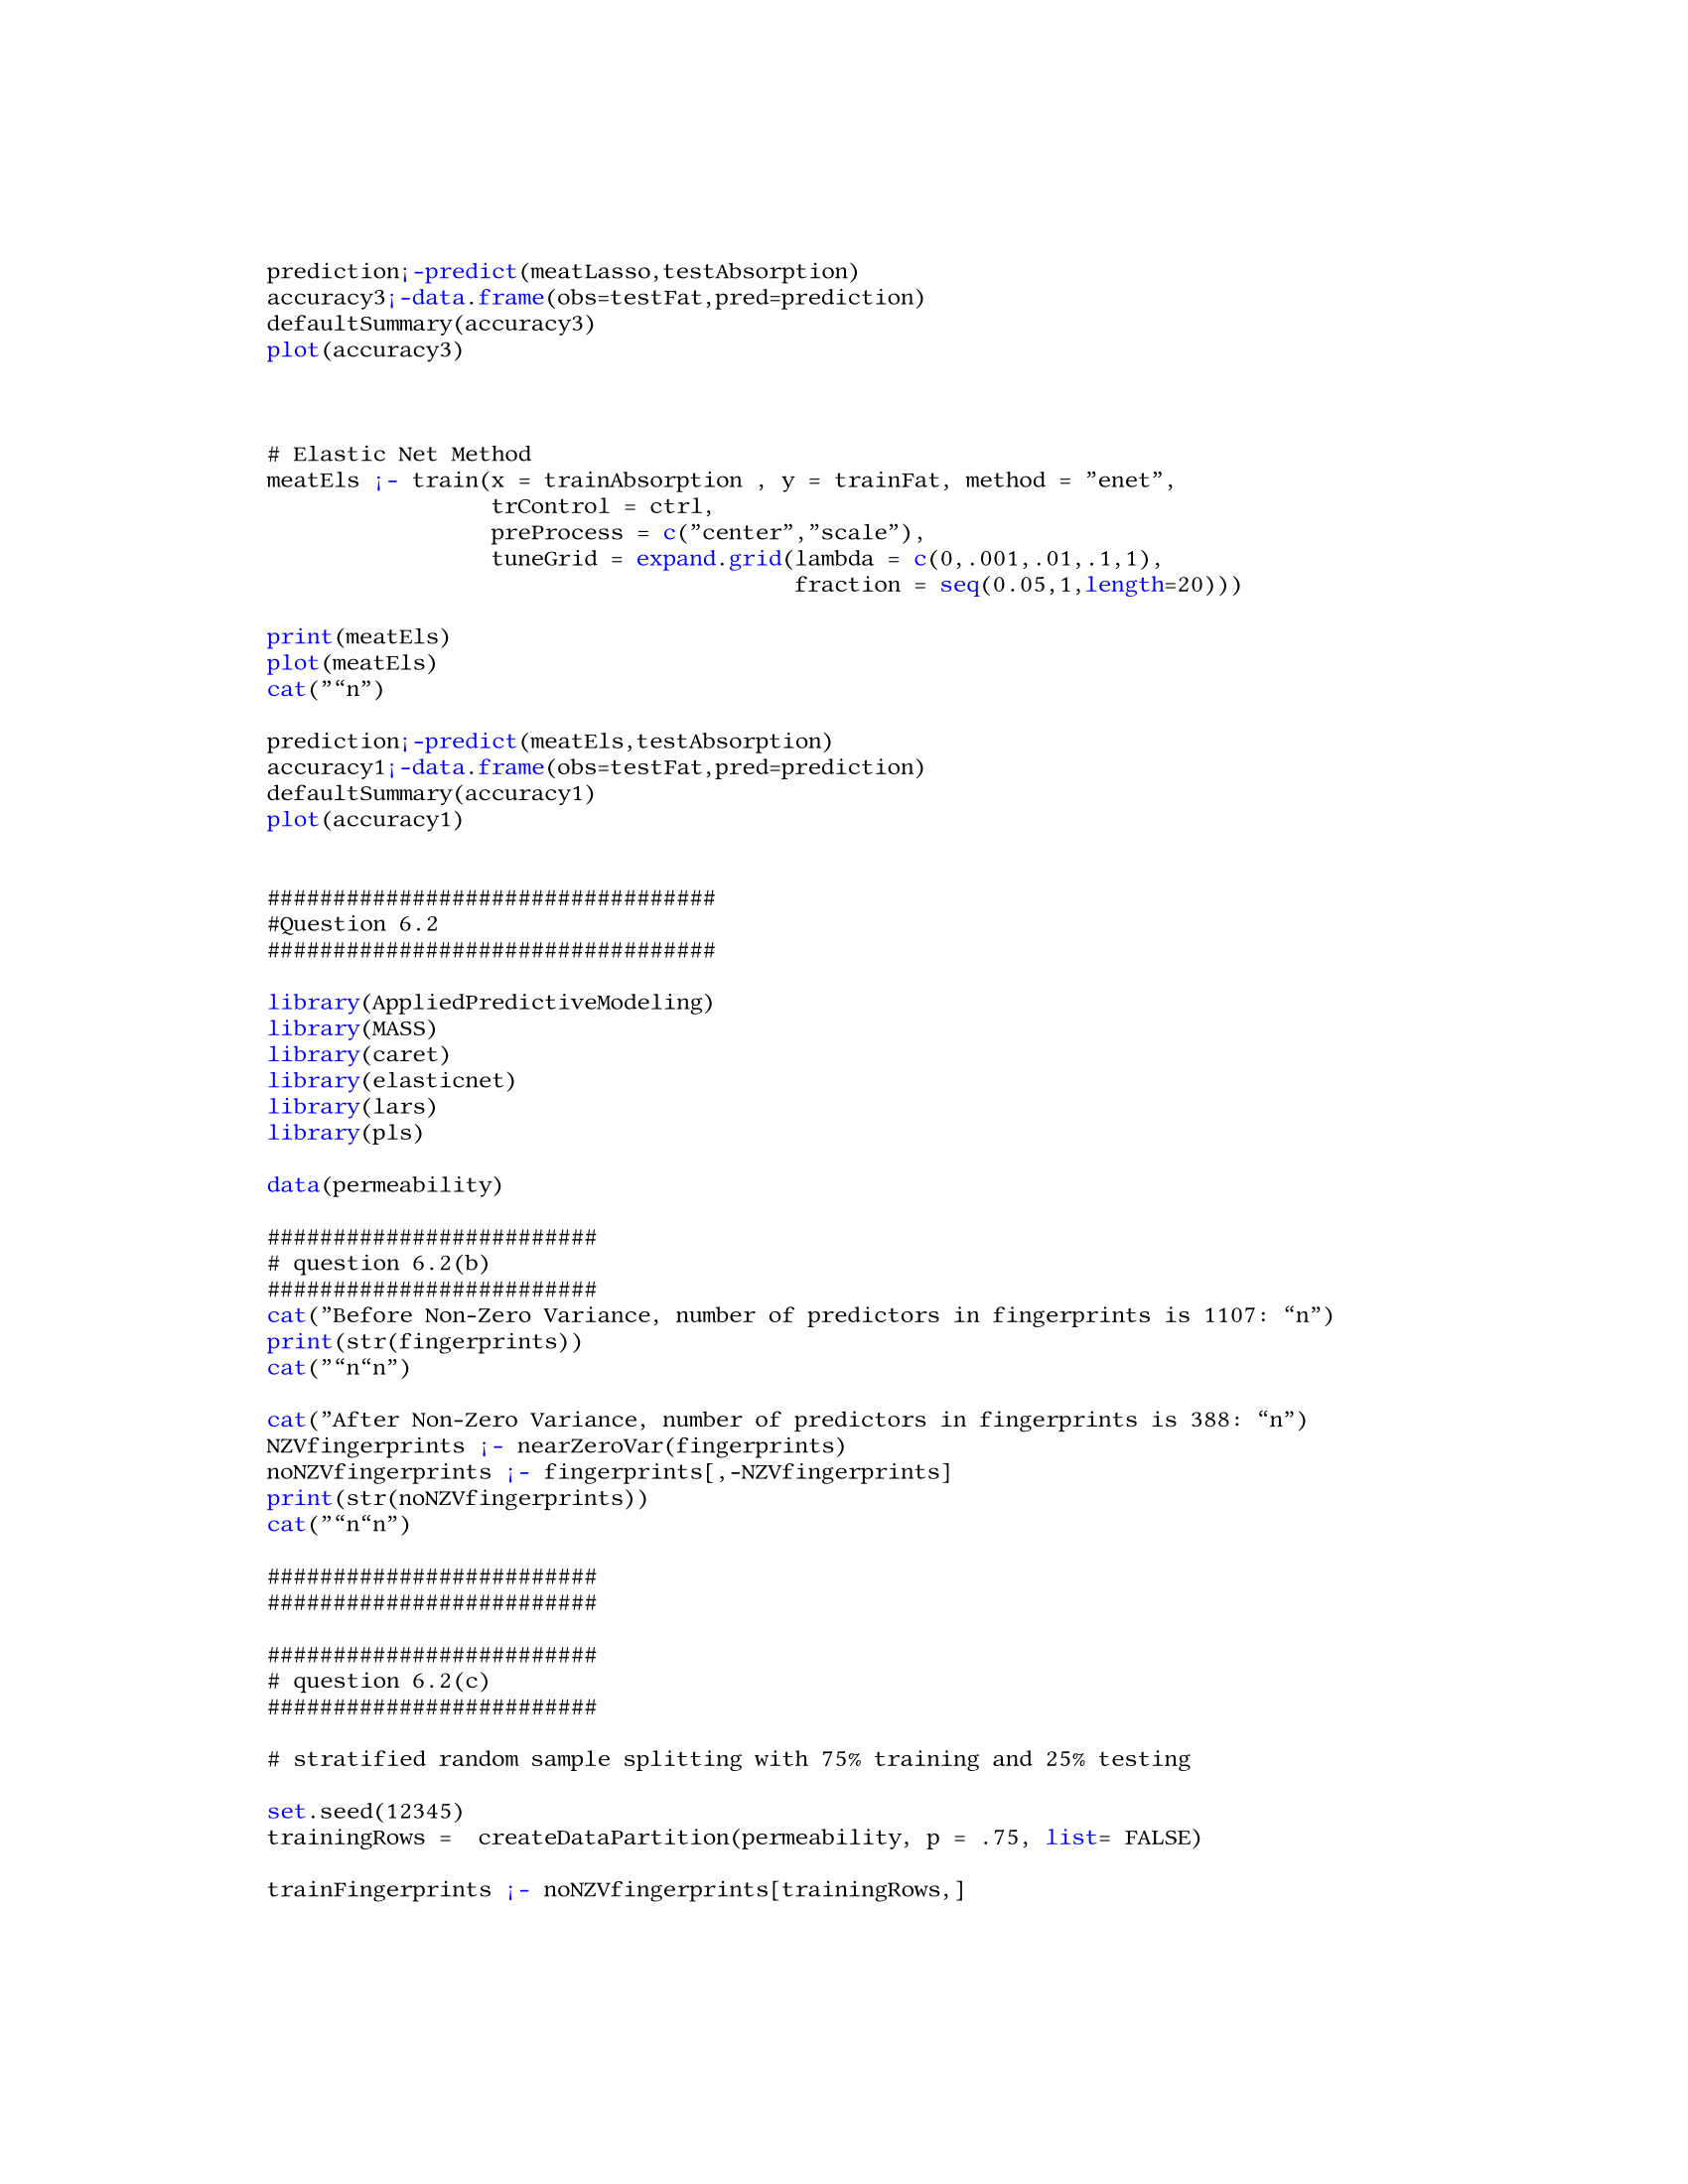 prediction¡-predict(meatLasso,testAbsorption)
accuracy3¡-data.frame(obs=testFat,pred=prediction)
defaultSummary(accuracy3)
plot(accuracy3)
# Elastic Net Method
meatEls ¡- train(x = trainAbsorption , y = trainFat, method = ”enet”,
trControl = ctrl,
preProcess = c(”center”,”scale”),
tuneGrid = expand.grid(lambda = c(0,.001,.01,.1,1),
fraction = seq(0.05,1,length=20)))
print(meatEls)
plot(meatEls)
cat(”“n”)
prediction¡-predict(meatEls,testAbsorption)
accuracy1¡-data.frame(obs=testFat,pred=prediction)
defaultSummary(accuracy1)
plot(accuracy1)
##################################
#Question 6.2
##################################
library(AppliedPredictiveModeling)
library(MASS)
library(caret)
library(elasticnet)
library(lars)
library(pls)
data(permeability)
#########################
# question 6.2(b)
#########################
cat(”Before Non-Zero Variance, number of predictors in fingerprints is 1107: “n”)
print(str(fingerprints))
cat(”“n“n”)
cat(”After Non-Zero Variance, number of predictors in fingerprints is 388: “n”)
NZVfingerprints ¡- nearZeroVar(fingerprints)
noNZVfingerprints ¡- fingerprints[,-NZVfingerprints]
print(str(noNZVfingerprints))
cat(”“n“n”)
#########################
#########################
#########################
# question 6.2(c)
#########################
# stratified random sample splitting with 75% training and 25% testing
set.seed(12345)
trainingRows =  createDataPartition(permeability, p = .75, list= FALSE)
trainFingerprints ¡- noNZVfingerprints[trainingRows,]